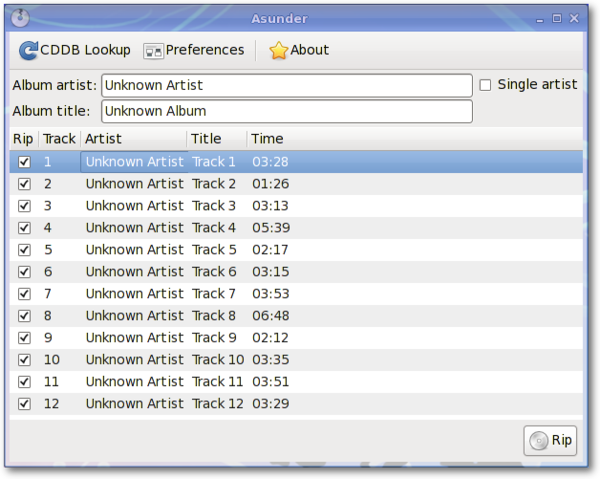 Asunder
CDDB Lookup Preferences About
Album artist: Unknown Artist Single artist
Album title: Unknown Album
Rip Track Artist Title Time
1 Unknown Artist Track 1 03:28
2 Unknown Artist Track 2 01:26
3 Unknown Artist Track 3 03:13
4 Unknown Artist Track 4 05:39
5 Unknown Artist Track 5 02:17
6 Unknown Artist Track 6 03:15
7 Unknown Artist Track 7 03:53
8 Unknown Artist Track 8 06:48
9 Unknown Artist Track 9 02:12
10 Unknown Artist Track 10 03:35
11 Unknown Artist Track 11 03:51
12 Unknown Artist Track 12 03:29
Rip